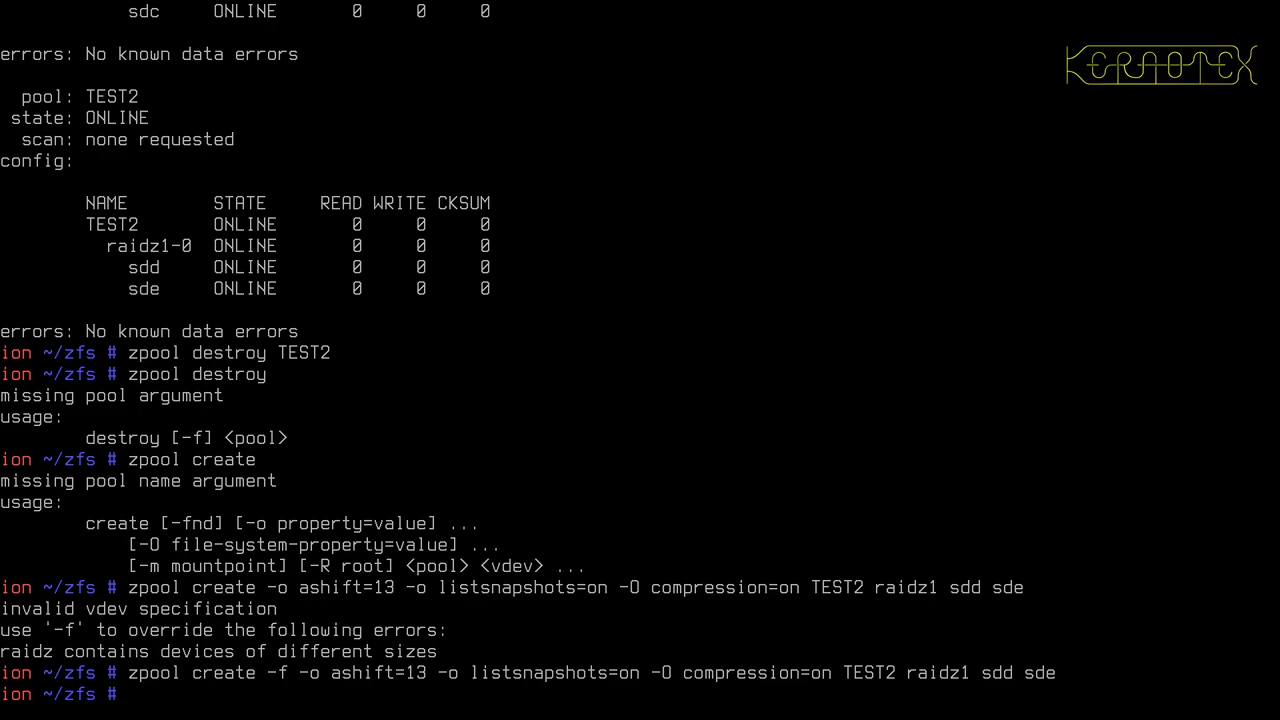 sdc ONLINE 0 0 0
KERAOTEX
errors: No known data errors
pool: TEST2
state: ONLINE
scan: none requested
config:
NAME STATE READ WRITE CKSUM
TEST2 ONLINE 0 0 0
raidz1-0 ONLINE 0 0 0
sdd ONLINE 0 0 0
sde ONLINE 0 0 0
errors: No known data errors
ion ~/zfs # zpool destroy TEST2
ion ~/zfs # zpool destroy
missing pool argument
usage:
destroy [-f] <pool>
ion ~/zfs # zpool create
missing pool name argument
usage:
create [-fnd] [-o property=value] ...
[-O file-system-property=value] ...
[-m mountpoint] [-R root] <pool> <vdev> ...
ion ~/zfs # zpool create -o ashift=13 -o listsnapshots=on -O compression=on TEST2 raidz1 sdd sde
invalid vdev specification
use '-f' to override the following errors:
raidz contains devices of different sizes
ion ~/zfs # zpool create -f -o ashift=13 -o listsnapshots=on -O compression=on TEST2 raidz1 sdd sde
ion ~/zfs #